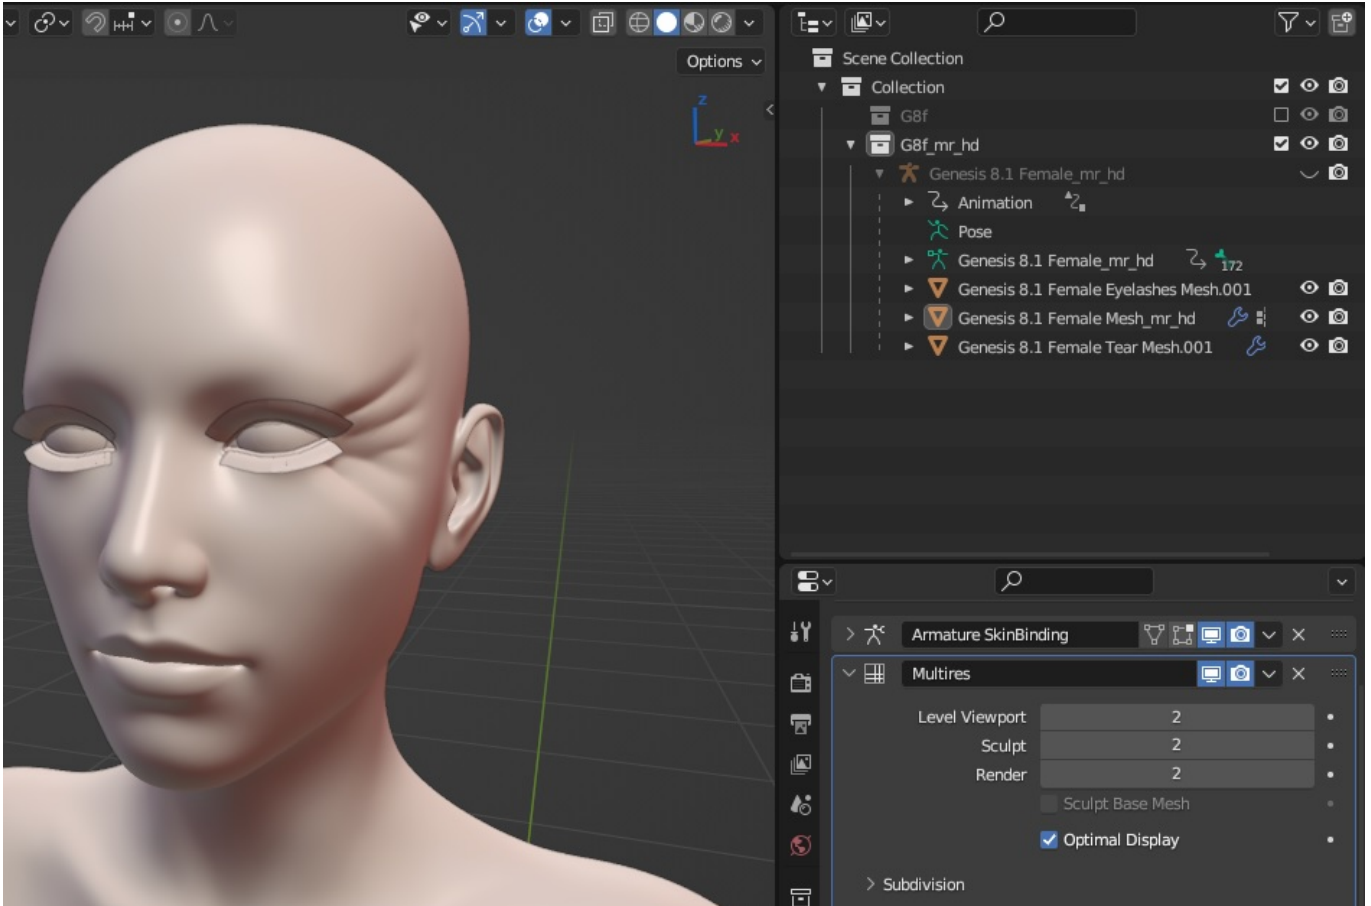 Options
Z
y
x
Scene Collection
Collection
G8f
G8f_mr_hd
Genesis 8.1 Female_mr_hd
Animation
Pose
Genesis 8.1 Female_mr_hd
172
Genesis 8.1 Female Eyelashes Mesh.001
Genesis 8.1 Female Mesh_mr_hd
Genesis 8.1 Female Tear Mesh.001
Armature SkinBinding
Multires
Level Viewport 2
Sculpt 2
Render 2
Sculpt Base Mesh
Optimal Display
Subdivision